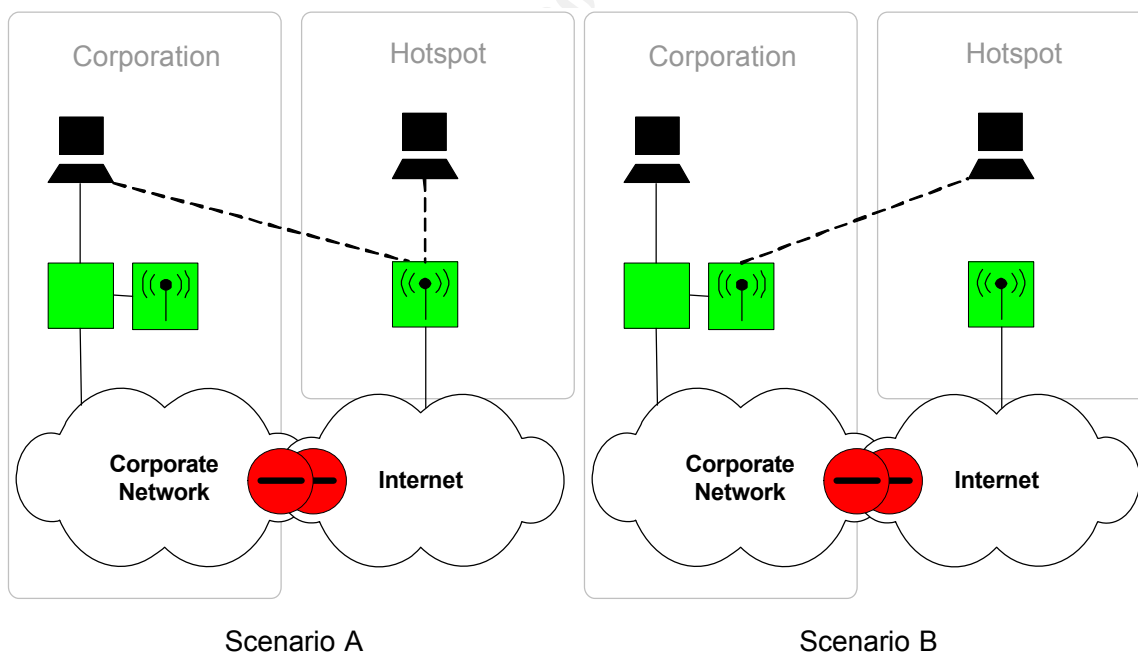 Corporation
Hotspot
Corporation
Hotspot
Corporate
Network
Internet
Corporate
Network
Internet
Scenario A
Scenario B